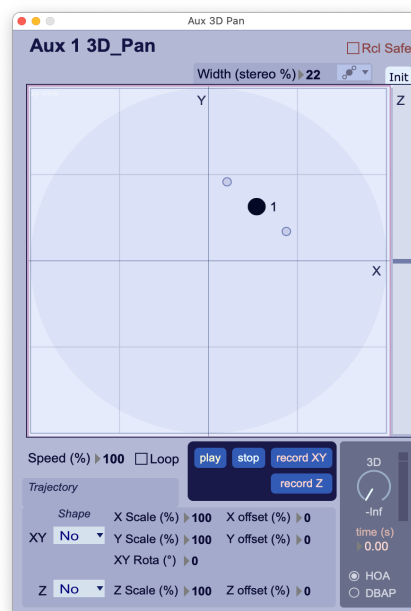 Aux 3D Pan
Aux 1 3D_Pan
Rcl Safe
Width (stereo %) 22
Init
Y
Z
1
X
Speed (%) 100 Loop
play stop record XY
record Z
Trajectory
3D
-Inf
time (s)
0.00
HOA
DBAP
Shape
X Scale (%) 100 X offset (%) 0
XY No Y Scale (%) 100 Y offset (%) 0
XY Rota (°) 0
Z No Z Scale (%) 100 Z offset (%) 0